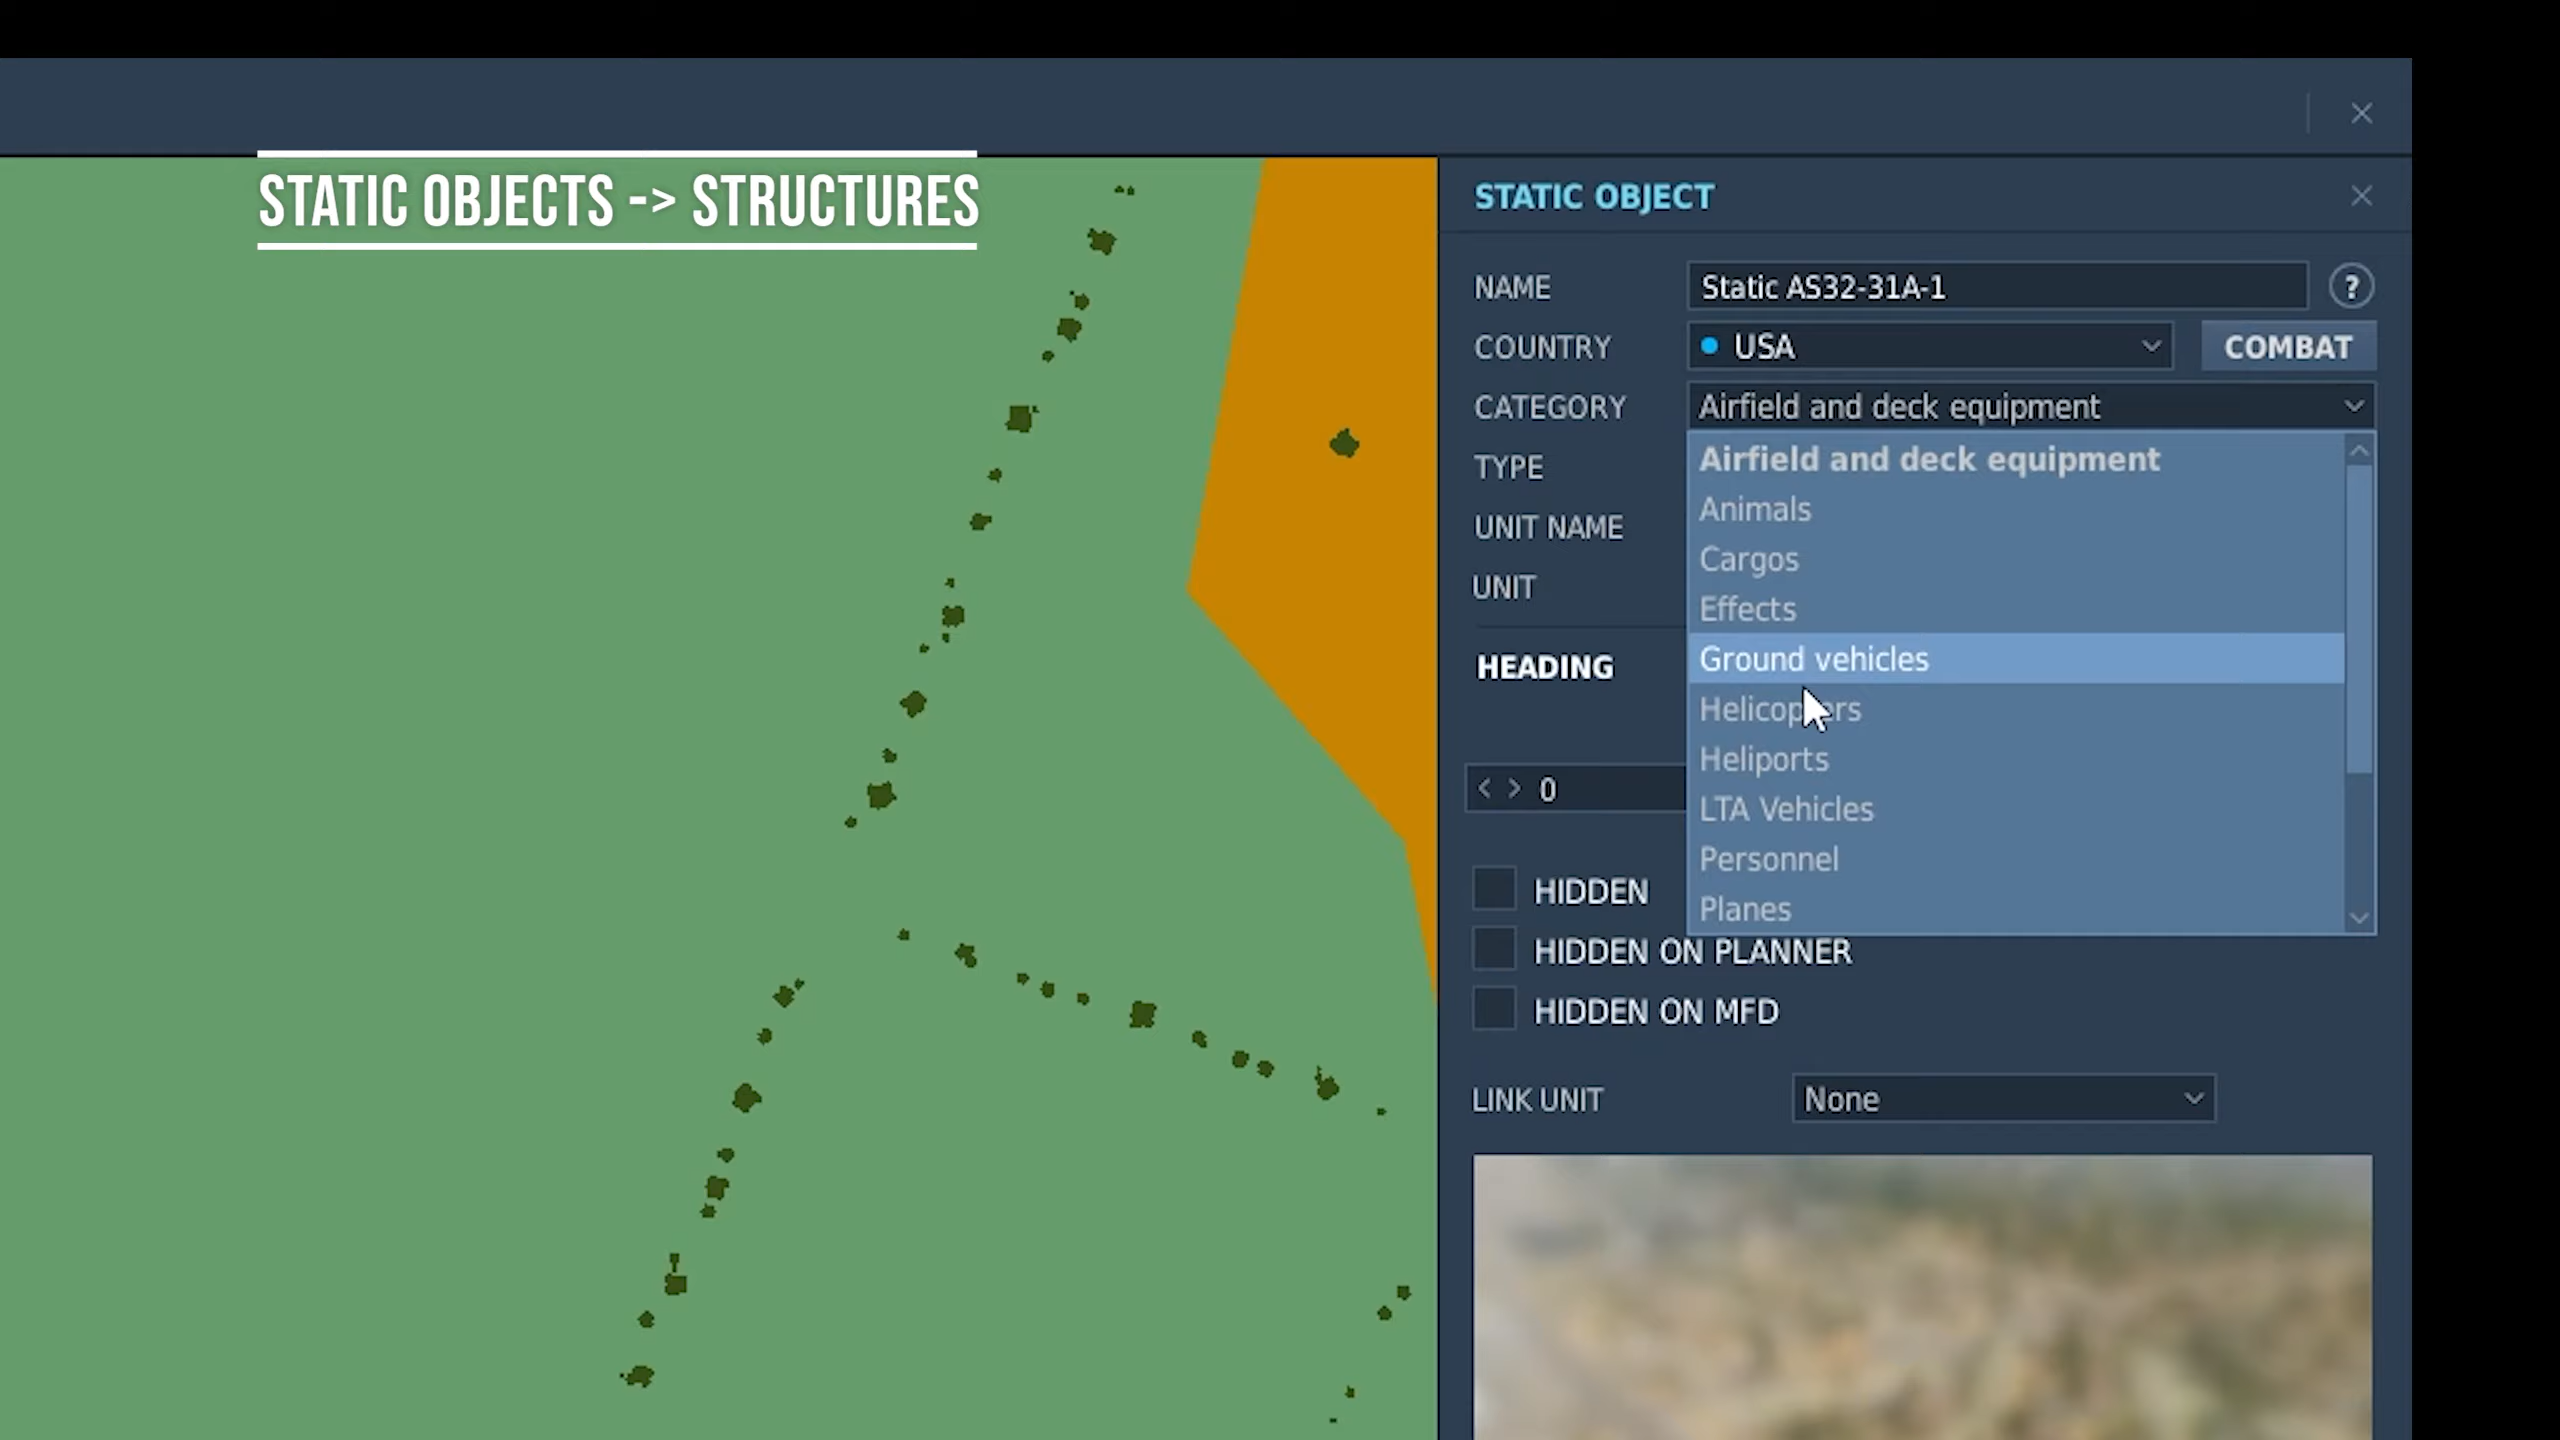 STATIC OBJECTS -> STRUCTURES
STATIC OBJECT
NAME Static AS32-31A-1 ?
COUNTRY USA COMBAT
CATEGORY Airfield and deck equipment
Airfield and deck equipment
TYPE
Animals
UNIT NAME
Cargos
UNIT
Effects
HEADING
Ground vehicles
Helicopters
Heliports
< > 0
LTA Vehicles
Personnel
HIDDEN
Planes
HIDDEN ON PLANNER
HIDDEN ON MFD
LINK UNIT None